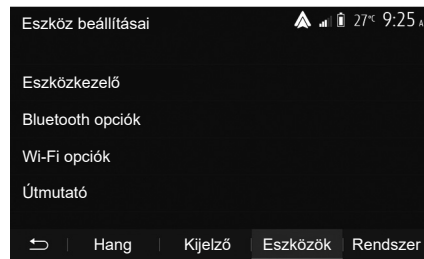 Eszköz beállításai 27°C 9:25 A
Eszközkezelő
Bluetooth opciók
Wi-Fi opciók
Útmutató
Hang Kijelző Eszközök Rendszer